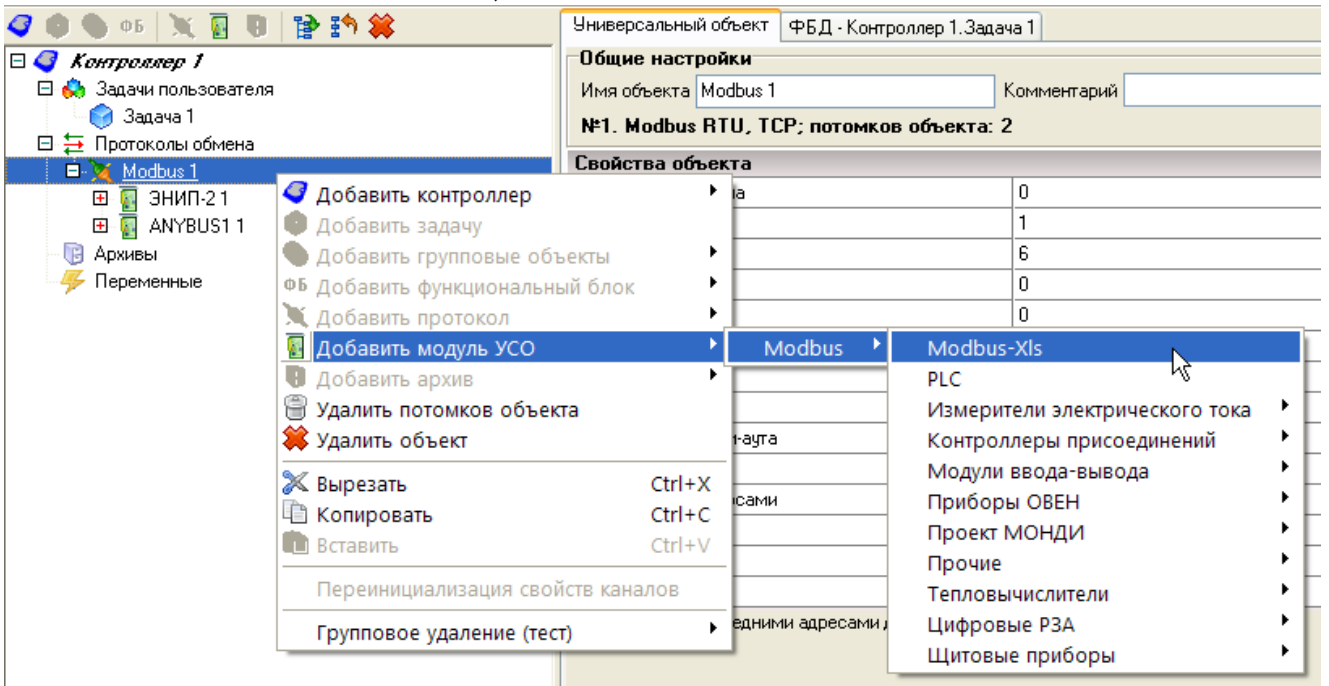 ФБ
Универсальный объект
ФБД - Контроллер 1.Задача 1
Контроллер 1
Задачи пользователя
Задача 1
Протоколы обмена
Modbus 1
ЭНИП-2 1
ANYBUS1 1
Архивы
Переменные
Общие настройки
Имя объекта Modbus 1 Комментарий
№1. Modbus RTU, TCP; потомков объекта: 2
Свойства объекта
0
1
6
0
0
Добавить контроллер
Добавить задачу
Добавить групповые объекты
ФБ Добавить функциональный блок
Добавить протокол
Добавить модуль УСО
Добавить архив
Удалить потомков объекта
Удалить объект
Вырезать Ctrl+X
Копировать Ctrl+C
Вставить Ctrl+V
Переинициализация свойств каналов
Групповое удаление (тест)
Modbus
Modbus-Xls
PLC
Измерители электрического тока
Контроллеры присоединений
Модули ввода-вывода
Приборы ОВЕН
Проект МОНДИ
Прочие
Тепловычислители
Цифровые РЗА
Щитовые приборы
адресами